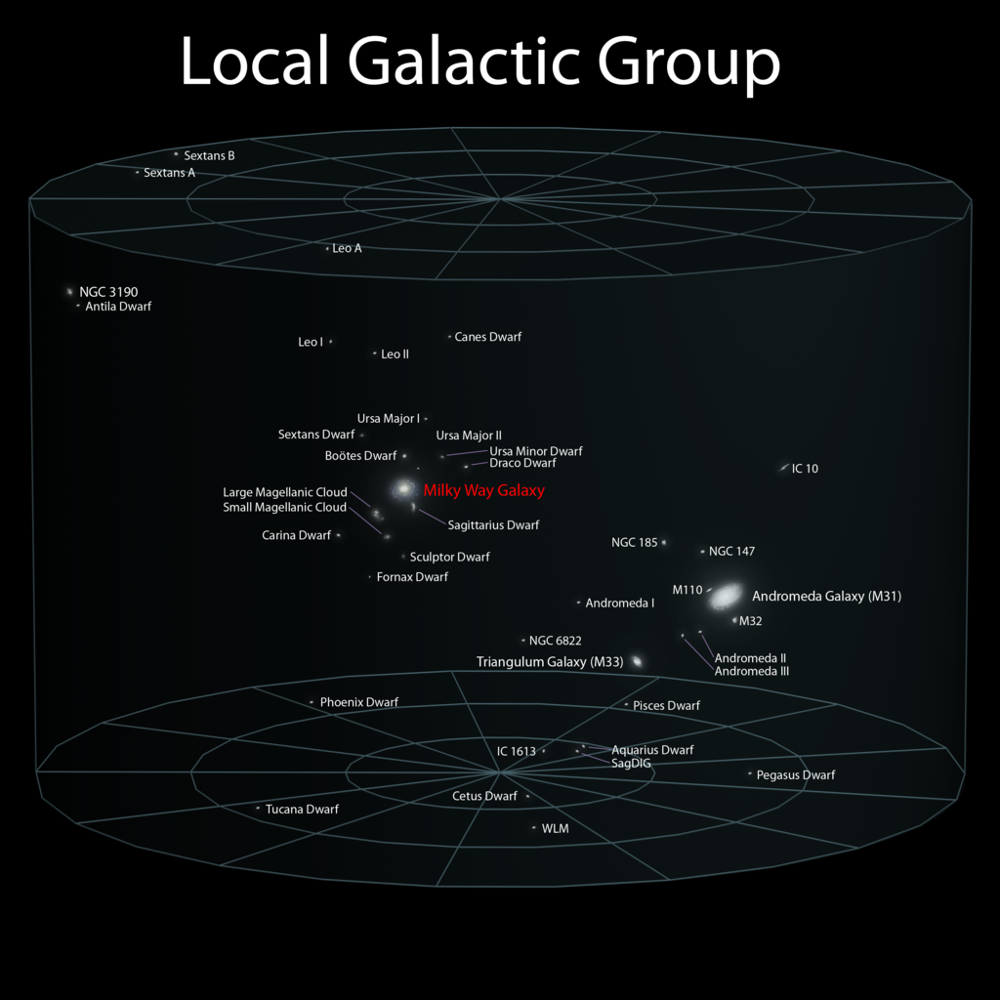 Local Galactic Group
Sextans B
Sextans A
Leo A
NGC 3190
Antila Dwarf
Canes Dwarf
Leo I
Leo II
Ursa Major I
Sextans Dwarf
Ursa Major II
Ursa Minor Dwarf
Boötes Dwarf
Draco Dwarf
IC 10
Milky Way Galaxy
Large Magellanic Cloud
Small Magellanic Cloud
Sagittarius Dwarf
Carina Dwarf
NGC 185
NGC 147
Sculptor Dwarf
Fornax Dwarf
M110
Andromeda Galaxy (M31)
Andromeda I
M32
NGC 6822
Andromeda II
Triangulum Galaxy (M33)
Andromeda III
Phoenix Dwarf
Pisces Dwarf
IC 1613
Aquarius Dwarf
SagDIG
Pegasus Dwarf
Cetus Dwarf
Tucana Dwarf
WLM